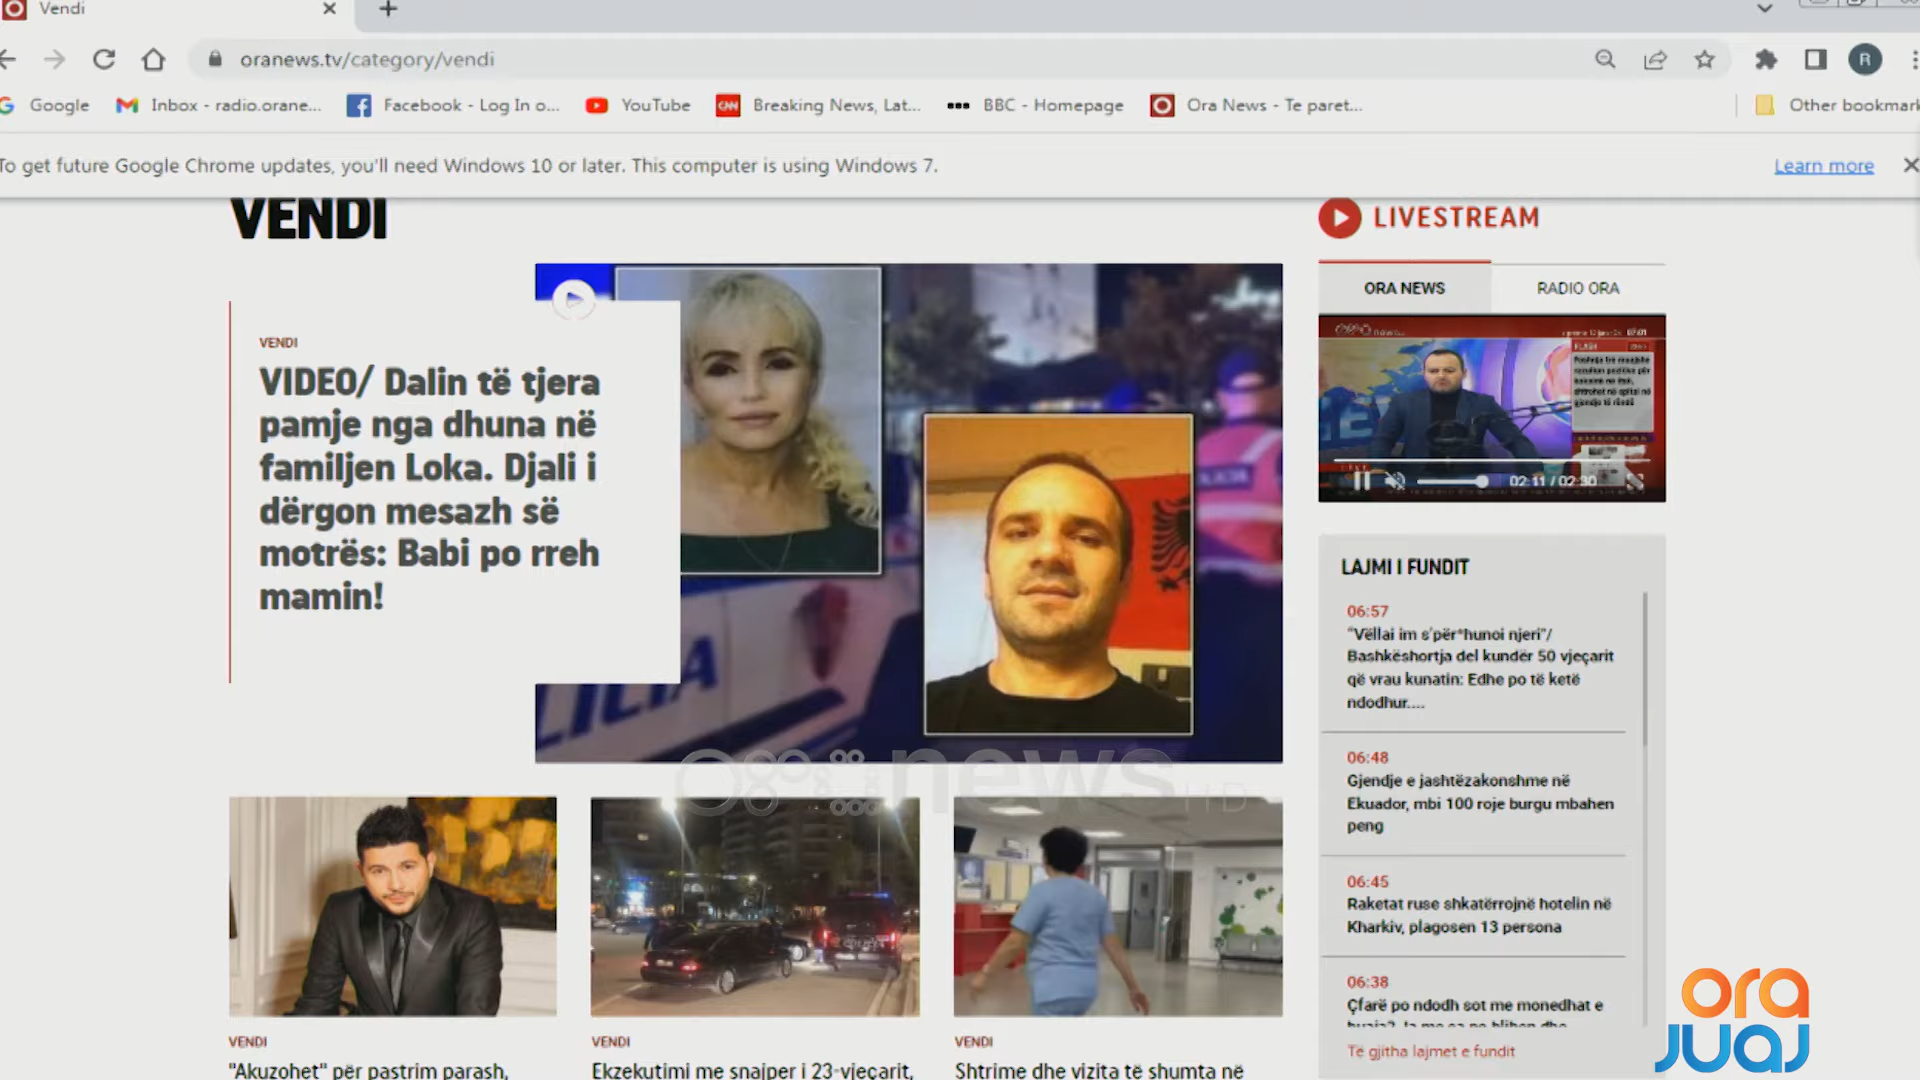 Vendi
oranews.tv/category/vendi
R
Google
Inbox - radio.orane...
Facebook - Log In o...
YouTube
CNN
Breaking News, Lat...
BBC - Homepage
Ora News - Te paret...
Other bookmark
To get future Google Chrome updates, you'll need Windows 10 or later. This computer is using Windows 7.
Learn more
VENDI
LIVESTREAM
ORA NEWS
RADIO ORA
VENDI
VIDEO/ Dalin të tjera
pamje nga dhuna në
familjen Loka. Djali i
dërgon mesazh së
motrës: Babi po rreh
mamin!
02:11 / 02:30
LAJMI I FUNDIT
06:57
"Vëllai im s'për*hunoi njeri"/
Bashkëshortja del kundër 50 vjeçarit
që vrau kunatin: Edhe po të ketë
ndodhur....
06:48
Gjendje e jashtëzakonshme në
Ekuador, mbi 100 roje burgu mbahen
peng
06:45
Raketat ruse shkatërrojnë hotelin në
Kharkiv, plagosen 13 persona
06:38
Çfarë po ndodh sot me monedhat e
Të gjitha lajmet e fundit
news HD
VENDI
"Akuzohet" për pastrim parash,
VENDI
Ekzekutimi me snajper i 23-vjeçarit,
VENDI
Shtrime dhe vizita të shumta në
ora
juaj